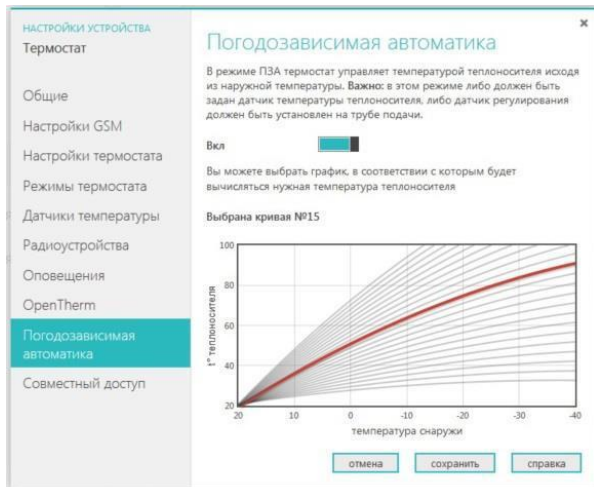 НАСТРОЙКИ УСТРОЙСТВА
Термостат
Общие
Настройки GSM
Настройки термостата
Режимы термостата
Датчики температуры
Радиоустройства
Оповещения
OpenTherm
Погодозависимая
автоматика
Совместный доступ
Погодозависимая автоматика
В режиме ПЗА термостат управляет температурой теплоносителя исходя
из наружной температуры. Важно: в этом режиме либо должен быть
задан датчик температуры теплоносителя, либо датчик регулирования
должен быть установлен на трубе подачи.
Вкл
Вы можете выбрать график, в соответствии с которым будет
вычисляться нужная температура теплоносителя
Выбрана кривая №15
t° теплоносителя
100
80
60
40
20
20 10 0 -10 -20 -30 -40
температура снаружи
отмена сохранить справка